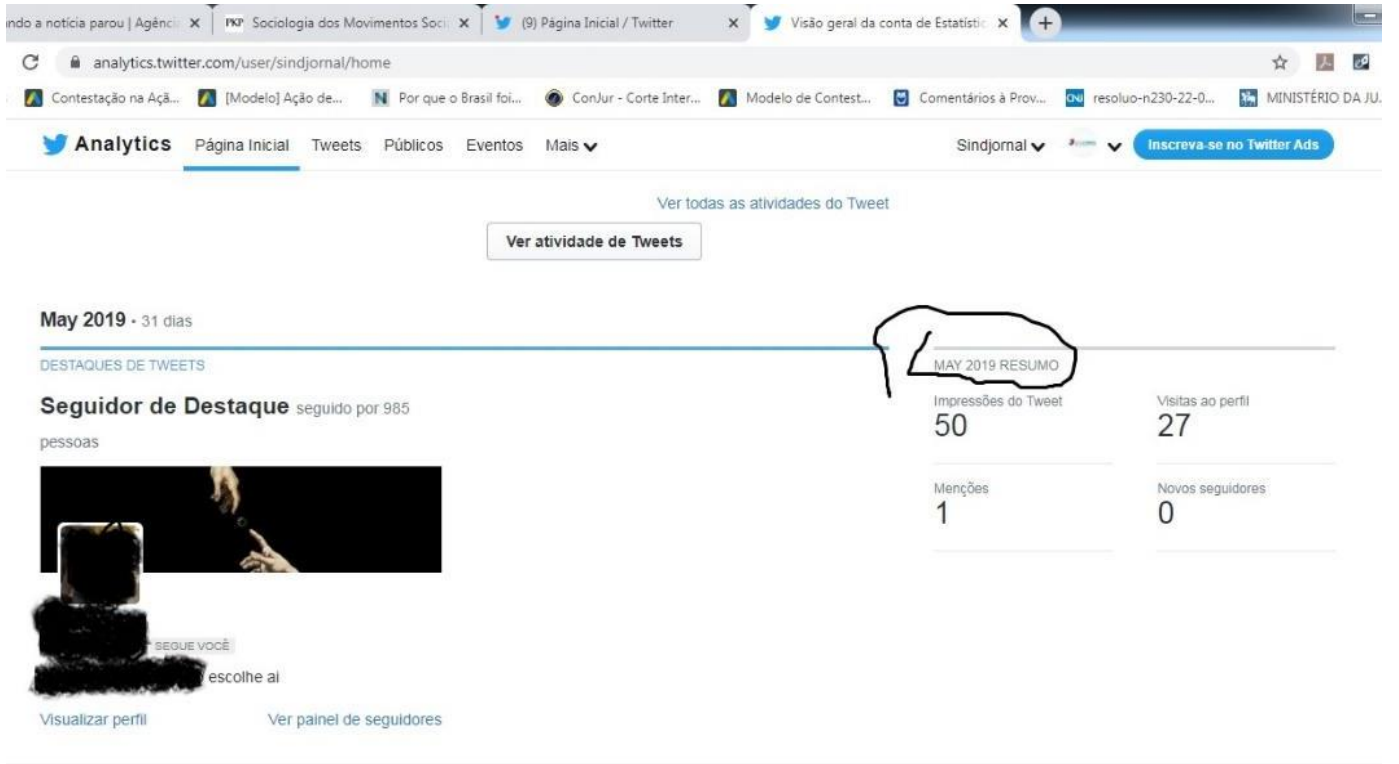 ndo a notícia parou | Agênci
PKP Sociologia dos Movimentos Soci
(9) Página Inicial / Twitter
Visão geral da conta de Estatístic
analytics.twitter.com/user/sindjornal/home
Contestação na Açã... [Modelo] Ação de... N Por que o Brasil foi... ConJur - Corte Inter... Modelo de Contest... Comentários à Prov... CNJ resoluo-n230-22-0... MINISTÉRIO DA JU.
Analytics Página Inicial Tweets Públicos Eventos Mais Sindjornal Inscreva-se no Twitter Ads
Ver todas as atividades do Tweet
Ver atividade de Tweets
May 2019 • 31 dias
DESTAQUES DE TWEETS
Seguidor de Destaque seguido por 985
pessoas
SEGUE VOCÊ
escolhe ai
Visualizar perfil Ver painel de seguidores
MAY 2019 RESUMO
Impressões do Tweet Visitas ao perfil
50 27
Menções Novos seguidores
1 0